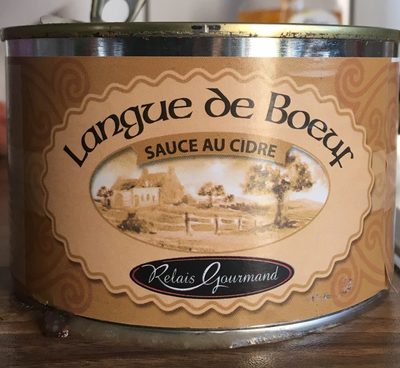 Langue de Boeuf
SAUCE AU CIDRE
Relais Gourmand